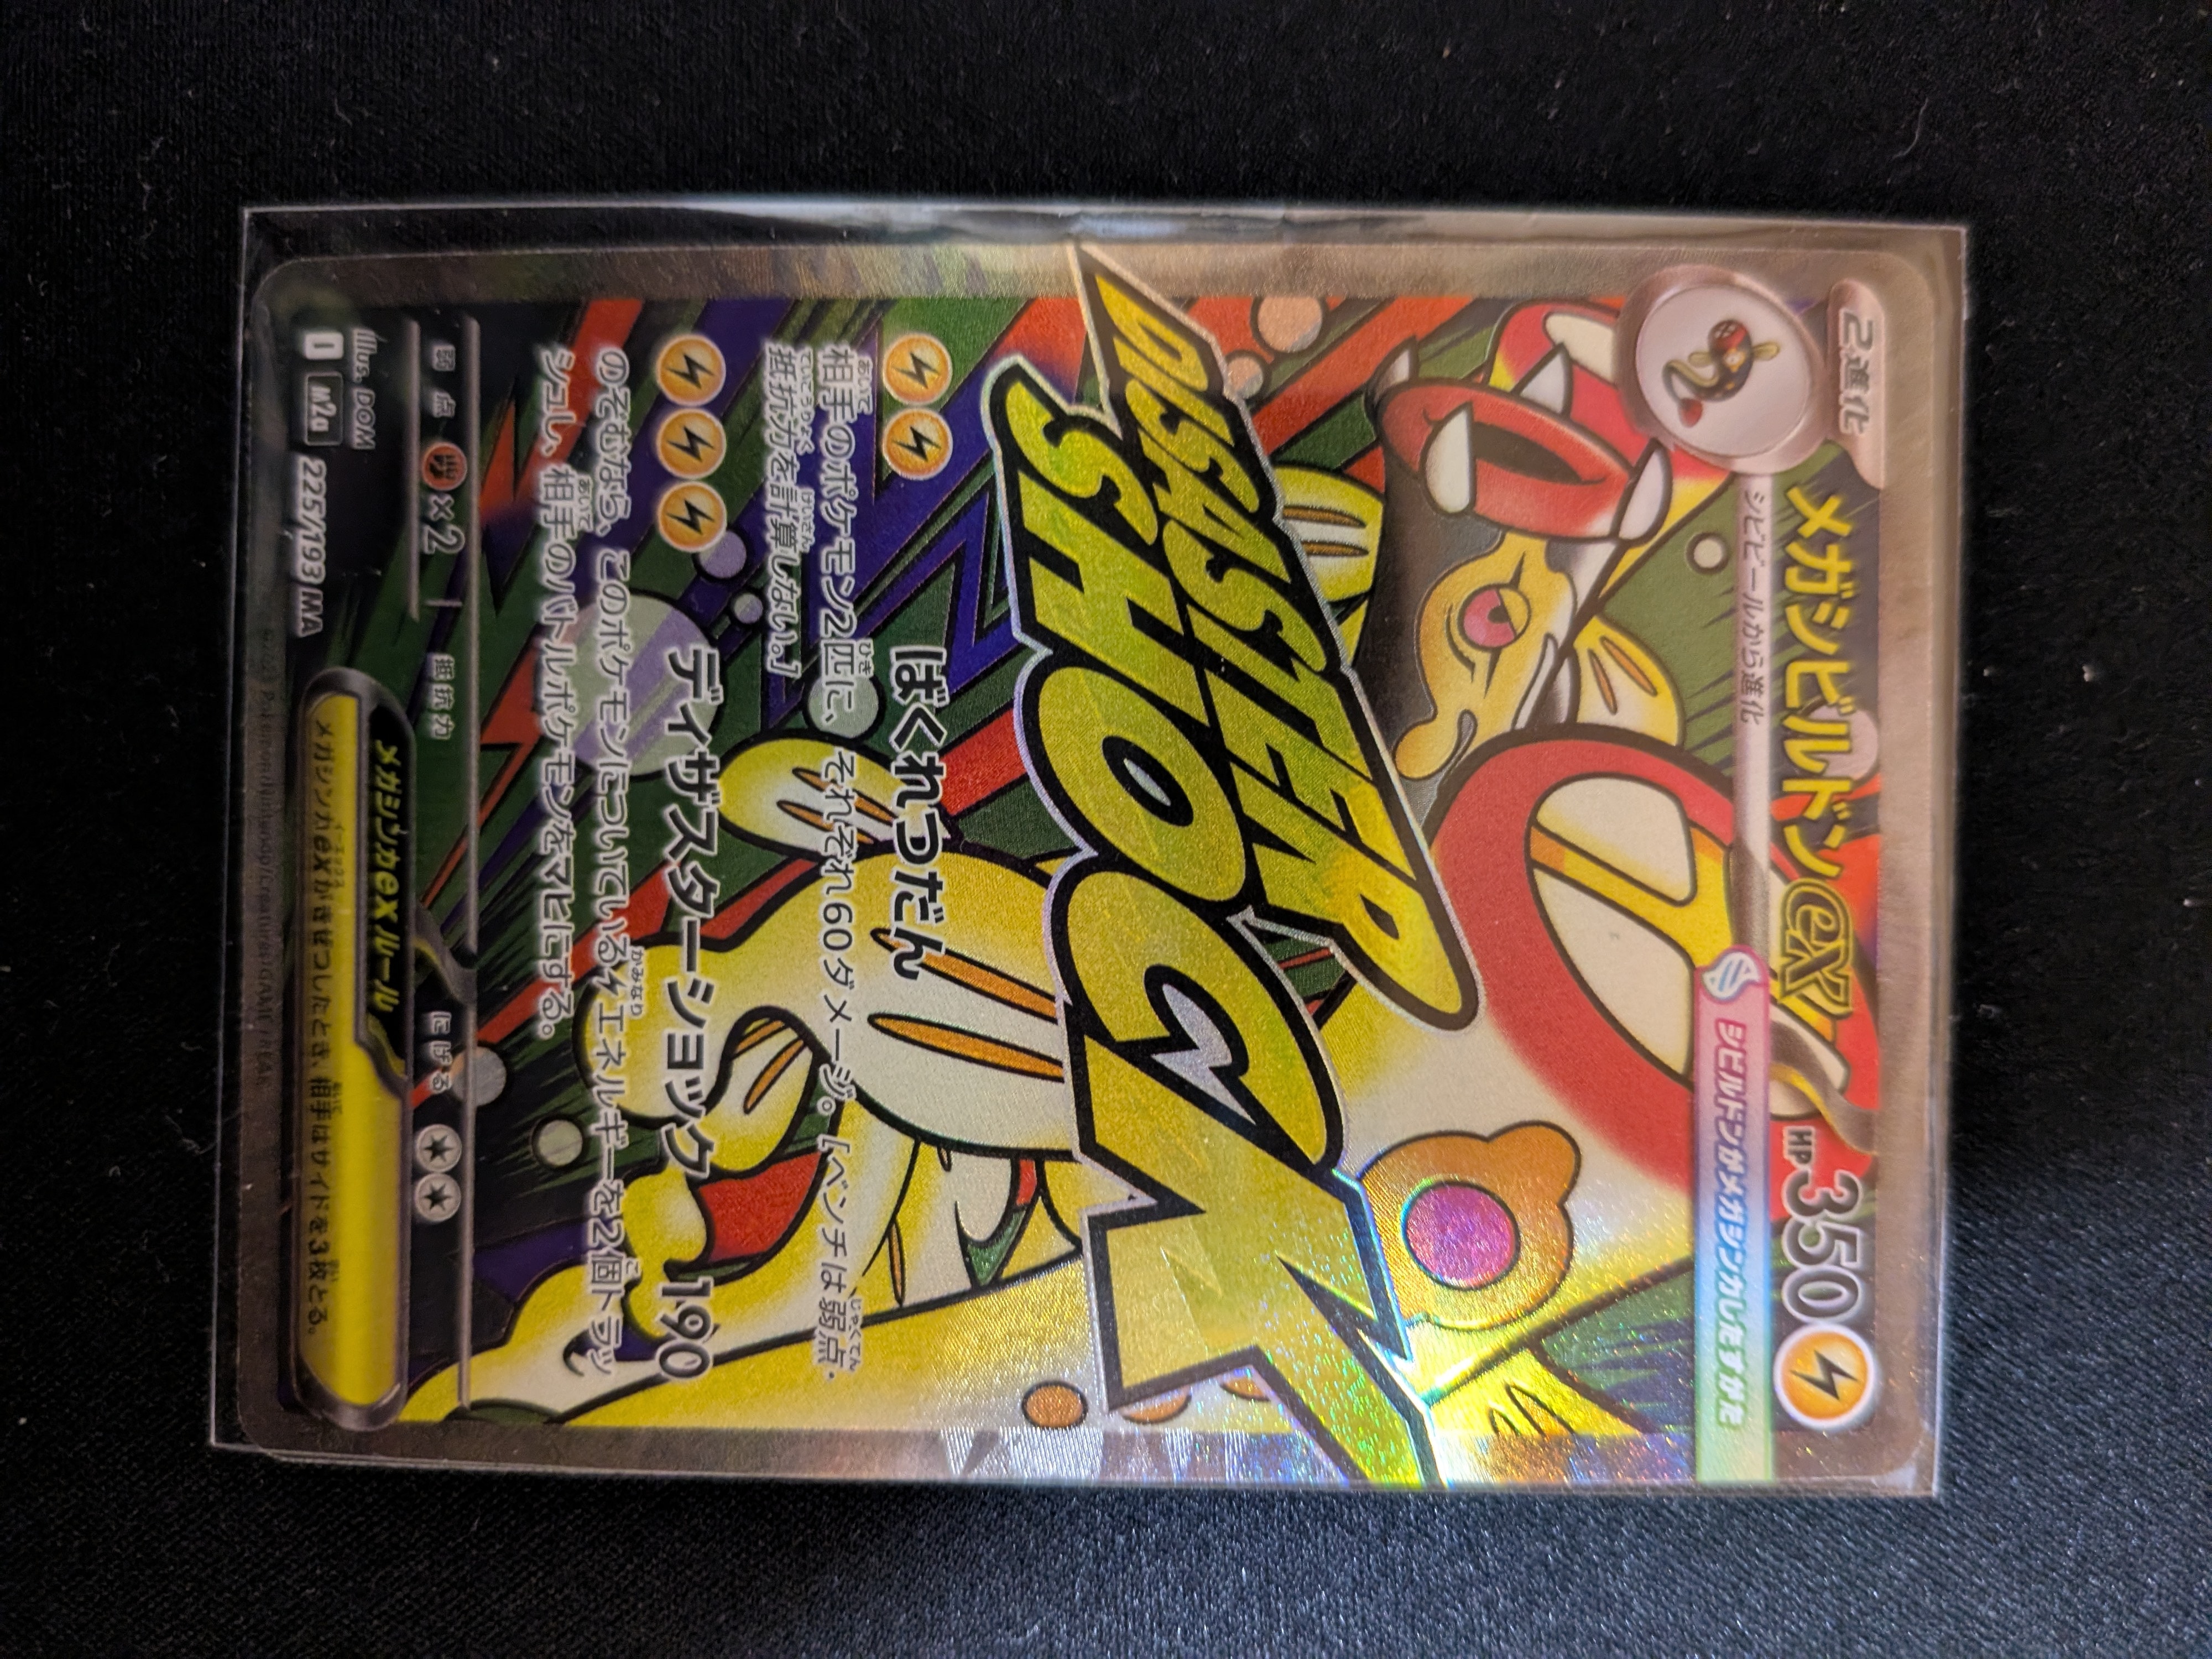 2進化
メガシビルドンex
HP 350
シビビールから進化
シビルドンがメガシンカしたすがた
DISASTER
SHOCK
ばくれつだん
相手のポケモン2匹に、それぞれ60ダメージ。［ベンチは弱点・
抵抗力を計算しない。］
ディザスターショック 190
のぞむなら、このポケモンについているエネルギーを2個トラッ
シュし、相手のバトルポケモンをマヒにする。
弱点 ×2 抵抗力 にげる
Illus. DOM
I M2a 225/193 MA
メガシンカexルール
メガシンカexがきぜつしたとき、相手はサイドを3枚とる。